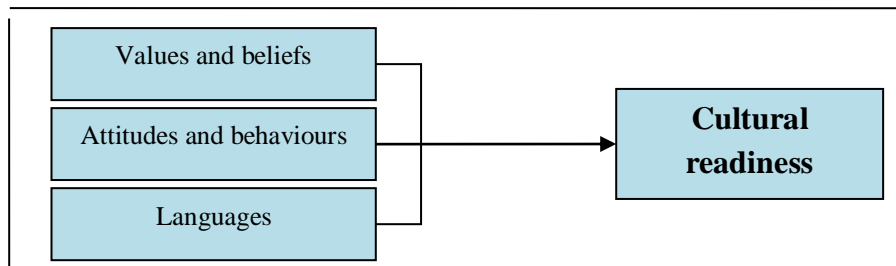 Values and beliefs
Attitudes and behaviours
Languages
Cultural
readiness